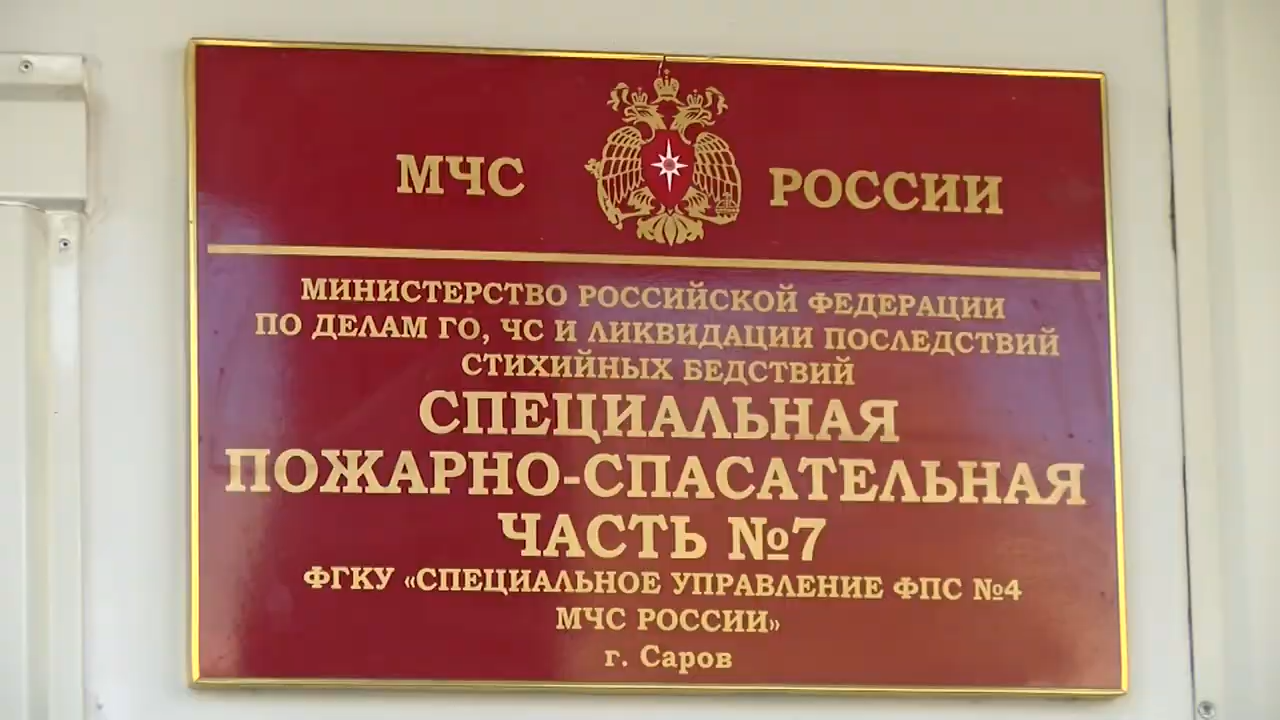 МЧС РОССИИ
МИНИСТЕРСТВО РОССИЙСКОЙ ФЕДЕРАЦИИ
ПО ДЕЛАМ ГО, ЧС И ЛИКВИДАЦИИ ПОСЛЕДСТВИЙ
СТИХИЙНЫХ БЕДСТВИЙ
СПЕЦИАЛЬНАЯ
ПОЖАРНО-СПАСАТЕЛЬНАЯ
ЧАСТЬ №7
ФГКУ «СПЕЦИАЛЬНОЕ УПРАВЛЕНИЕ ФПС №4
МЧС РОССИИ»
г. Саров